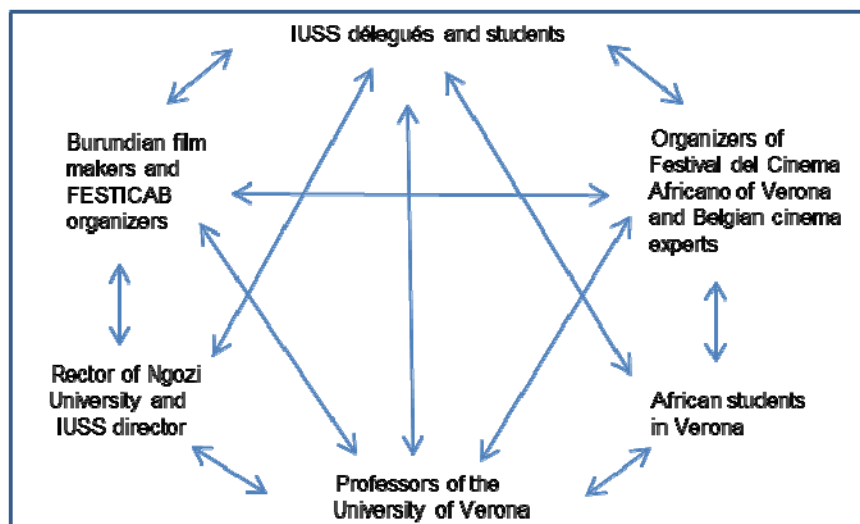 IUSS délégués and students
Burundian film
makers and
FESTICAB
organizers
Organizers of
Festival del Cinema
Africano of Verona
and Belgian cinema
experts
Rector of Ngozi
University and
IUSS director
African students
in Verona
Professors of the
University of Verona